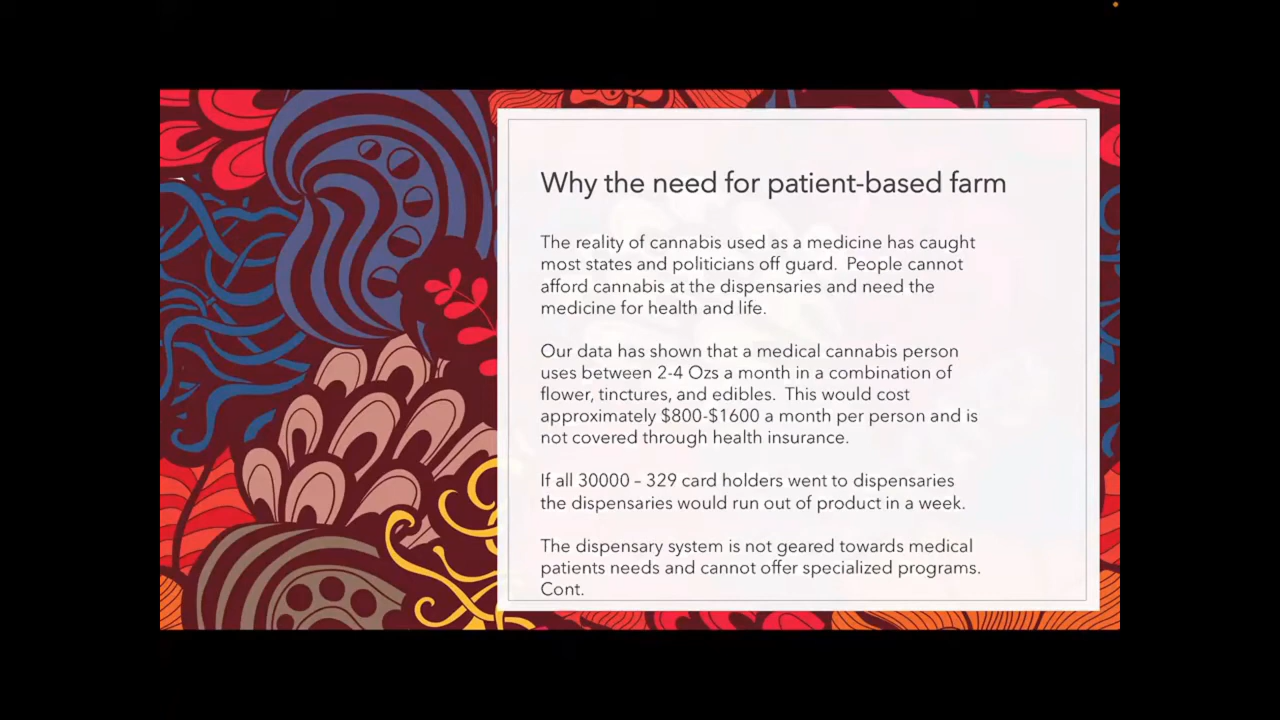 Why the need for patient-based farm
The reality of cannabis used as a medicine has caught
most states and politicians off guard.  People cannot
afford cannabis at the dispensaries and need the
medicine for health and life.
Our data has shown that a medical cannabis person
uses between 2-4 Ozs a month in a combination of
flower, tinctures, and edibles.  This would cost
approximately $800-$1600 a month per person and is
not covered through health insurance.
If all 30000 – 329 card holders went to dispensaries
the dispensaries would run out of product in a week.
The dispensary system is not geared towards medical
patients needs and cannot offer specialized programs.
Cont.